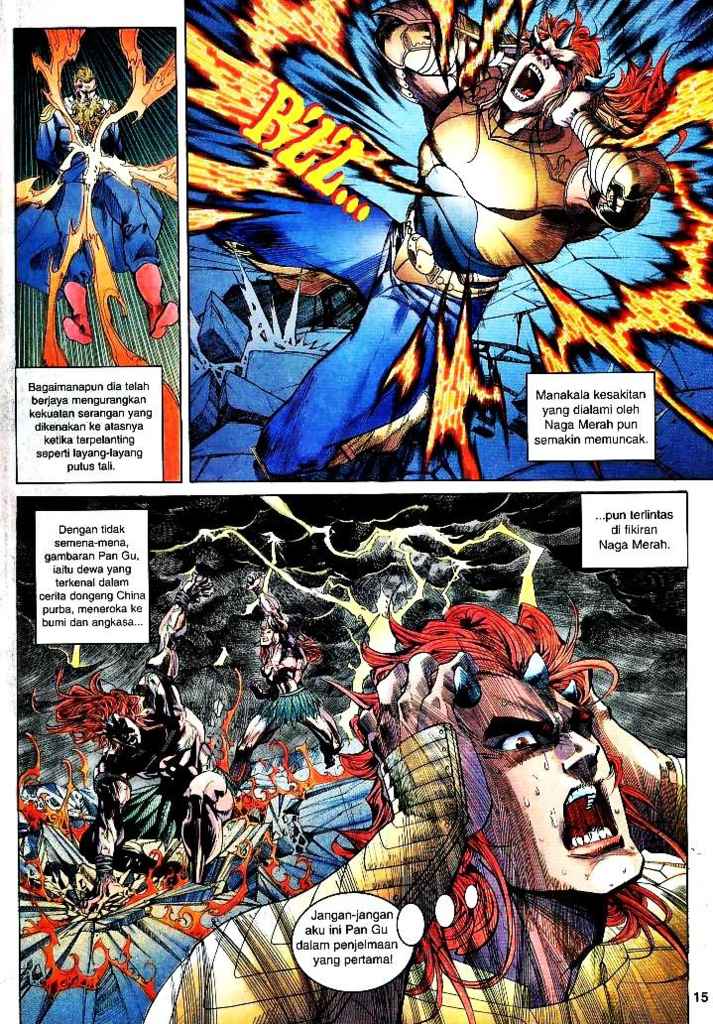 Bagaimanapun dia telah
berjaya mengurangkan
kekuatan serangan yang
dikenakan ke atasnya
ketika terpelanting
seperti layang-layang
putus tali.
BZZL...
Manakala kesakitan
yang dialami oleh
Naga Merah pun
semakin memuncak.
Dengan tidak
semena-mena,
gambaran Pan Gu,
iaitu dewa yang
terkenal dalam
cerita dongeng China
purba, meneroka ke
bumi dan angkasa...
...pun terlintas
di fikiran
Naga Merah.
Jangan-jangan
aku ini Pan Gu
dalam penjelmaan
yang pertama!
15